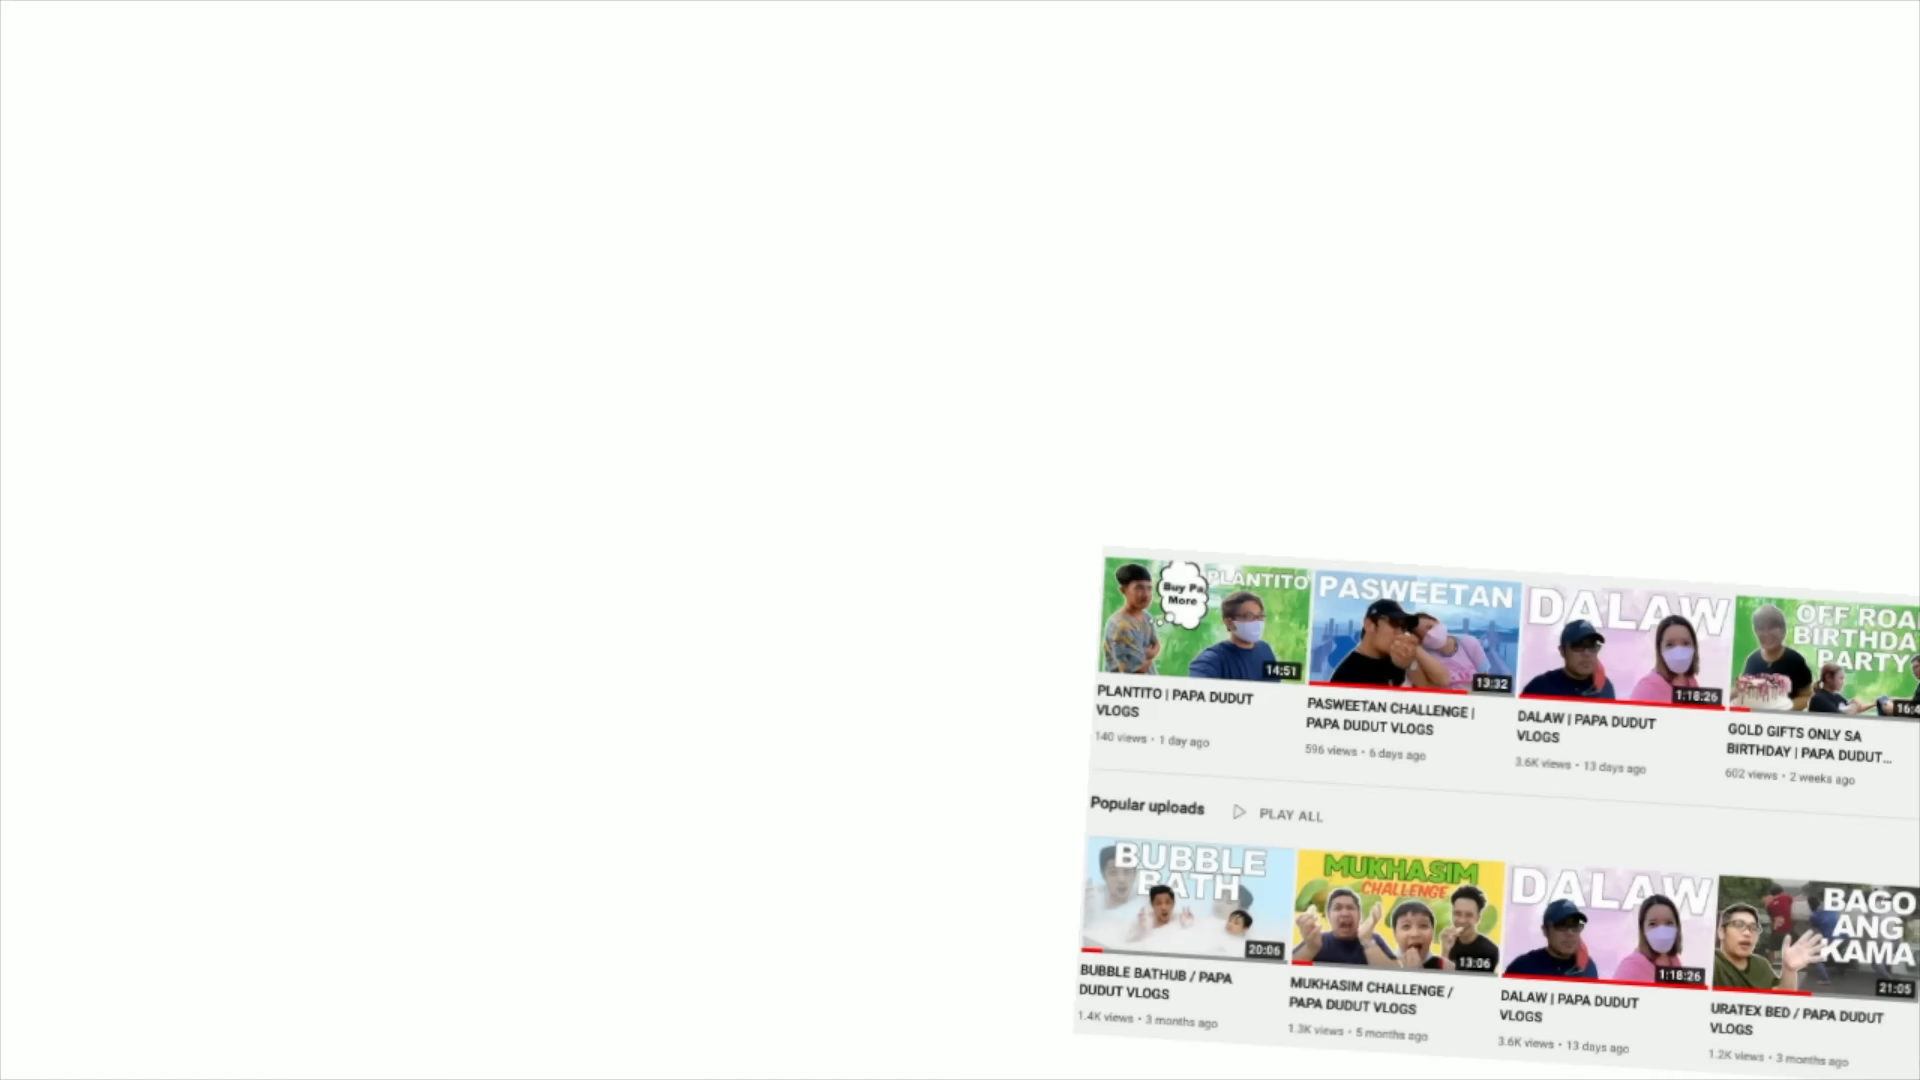 Buy Pa
More
PLANTITO
14:51
PASWEETAN
13:32
DALAW
1:18:26
OFF ROA
BIRTHDA
PARTY
16:4
PLANTITO | PAPA DUDUT
VLOGS
140 views • 1 day ago
PASWEETAN CHALLENGE |
PAPA DUDUT VLOGS
596 views • 6 days ago
DALAW | PAPA DUDUT
VLOGS
3.6K views • 13 days ago
GOLD GIFTS ONLY SA
BIRTHDAY | PAPA DUDUT...
602 views • 2 weeks ago
Popular uploads
PLAY ALL
BUBBLE
BATH
20:06
MUKHASIM
CHALLENGE
13:06
DALAW
1:18:26
BAGO
ANG
KAMA
21:05
BUBBLE BATHUB / PAPA
DUDUT VLOGS
1.4K views • 3 months ago
MUKHASIM CHALLENGE /
PAPA DUDUT VLOGS
1.3K views • 5 months ago
DALAW | PAPA DUDUT
VLOGS
3.6K views • 13 days ago
URATEX BED / PAPA DUDUT
VLOGS
1.2K views • 3 months ago